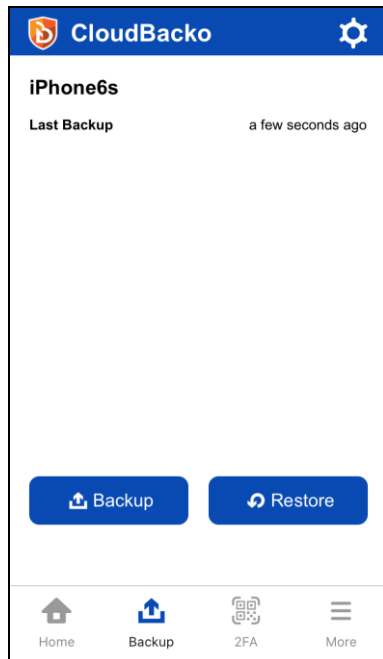 CloudBacko
iPhone6s
Last Backup a few seconds ago
Backup Restore
Home Backup 2FA More